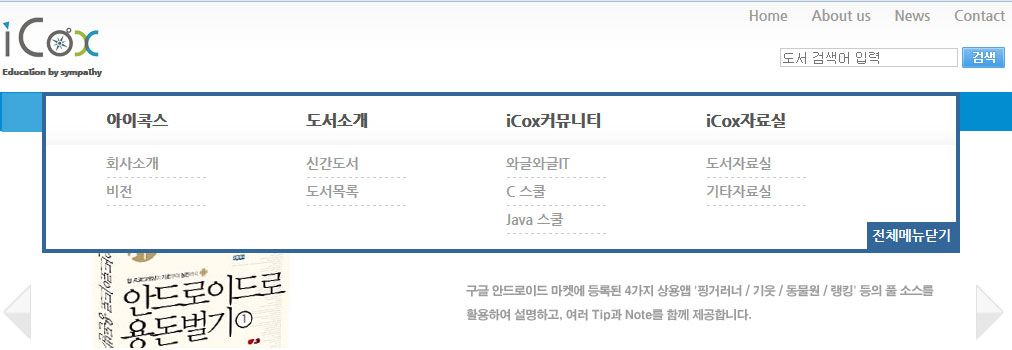 Home About us News Contact
iCox
Education by sympathy
도서 검색어 입력 검색
아이콕스 도서소개 iCox커뮤니티 iCox자료실
회사소개 신간도서 와글와글IT 도서자료실
비전 도서목록 C 스쿨 기타자료실
Java 스쿨
전체메뉴닫기
안드로이드로
용돈벌기①
구글 안드로이드 마켓에 등록된 4가지 상용앱 '핑거러너 / 기웃 / 동물원 / 랭킹' 등의 풀 소스를
활용하여 설명하고, 여러 Tip과 Note를 함께 제공합니다.